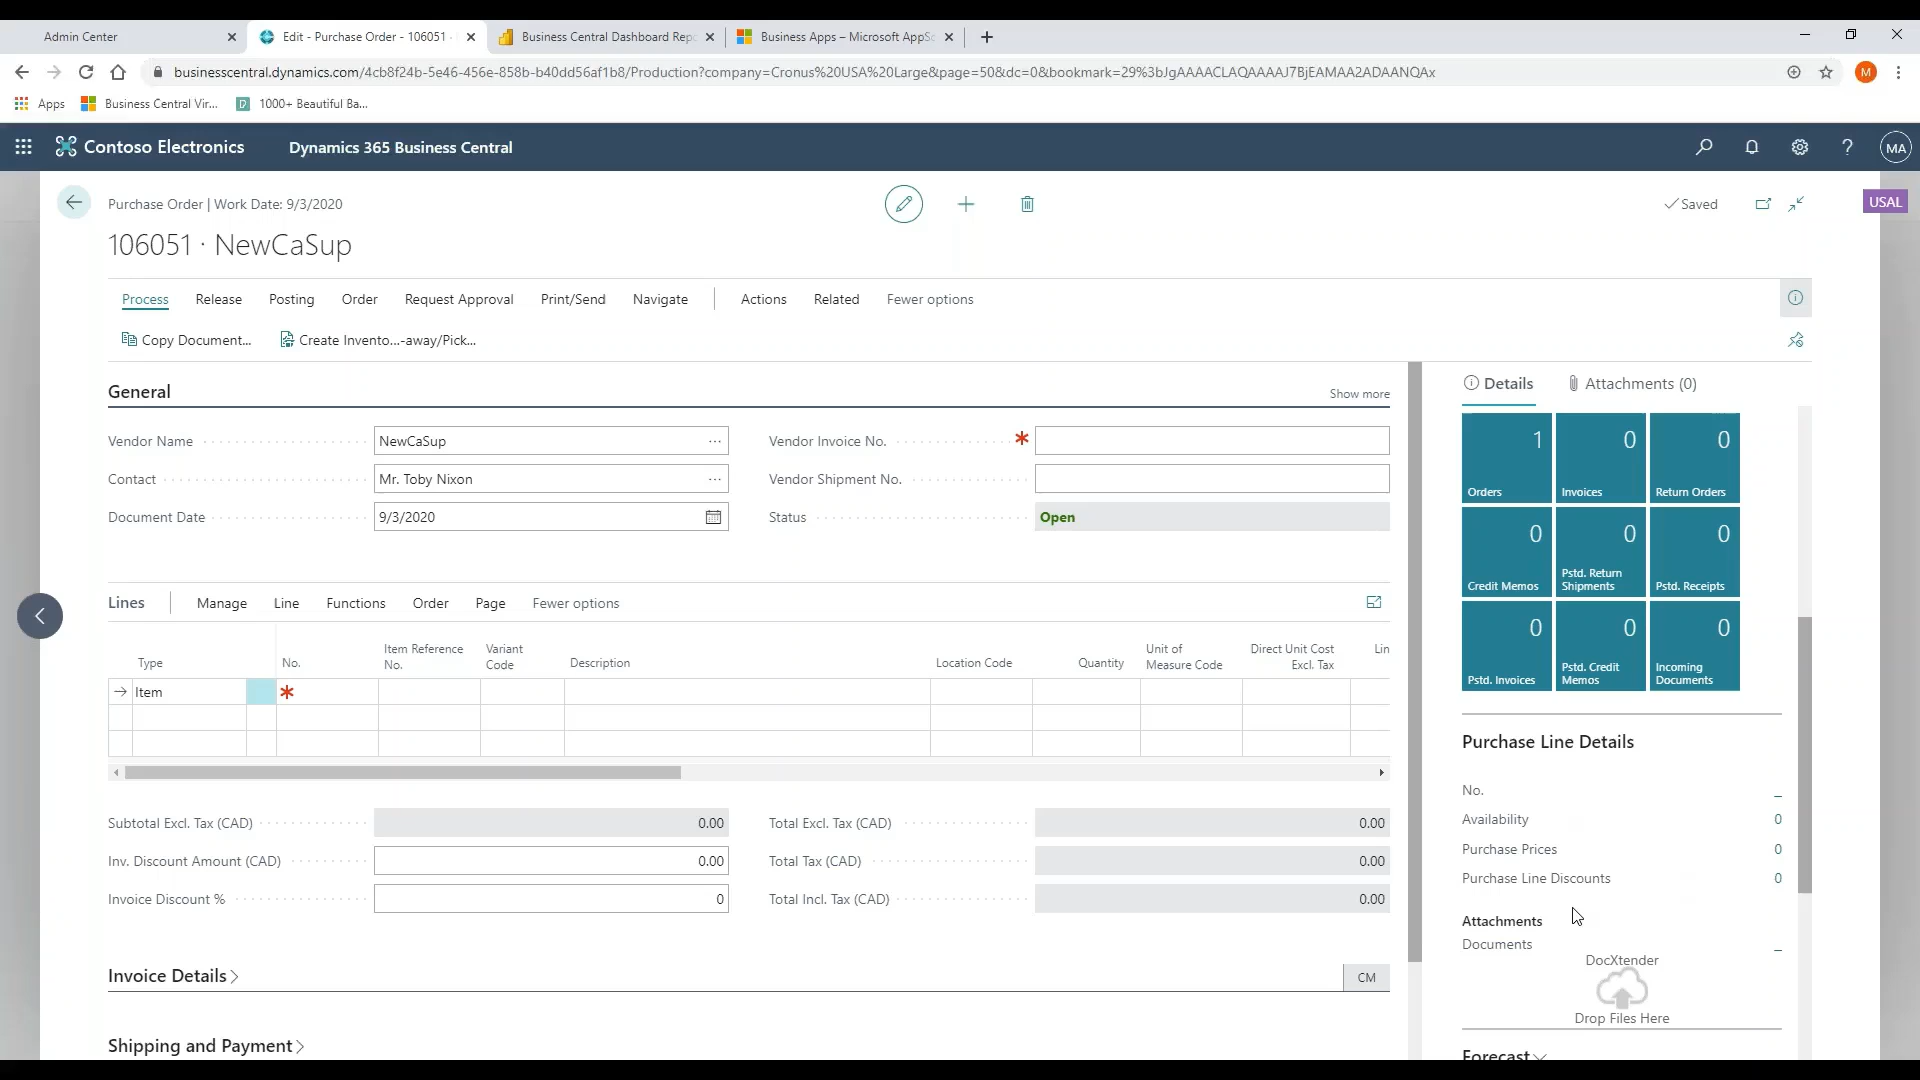 Admin Center
Edit - Purchase Order - 106051 -
Business Central Dashboard Repo
Business Apps – Microsoft AppSo
businesscentral.dynamics.com/4cb8f24b-5e46-456e-858b-b40dd56af1b8/Production?company=Cronus%20USA%20Large&page=50&dc=0&bookmark=29%3bJgAAAACLAQAAAAJ7BjEAMAA2ADAANQAx
M
Apps
Business Central Vir...
D
1000+ Beautiful Ba...
Contoso Electronics
Dynamics 365 Business Central
?
MA
Purchase Order | Work Date: 9/3/2020
Saved
USAL
106051 · NewCaSup
Process
Release
Posting
Order
Request Approval
Print/Send
Navigate
Actions
Related
Fewer options
Copy Document...
Create Invento...-away/Pick...
General
Show more
Vendor Name
NewCaSup
Vendor Invoice No.
*
Contact
Mr. Toby Nixon
Vendor Shipment No.
Document Date
9/3/2020
Status
Open
Lines
Manage
Line
Functions
Order
Page
Fewer options
Type
No.
Item Reference No.
Variant Code
Description
Location Code
Quantity
Unit of Measure Code
Direct Unit Cost Excl. Tax
Lin
Item
*
Subtotal Excl. Tax (CAD)
0.00
Total Excl. Tax (CAD)
0.00
Inv. Discount Amount (CAD)
0.00
Total Tax (CAD)
0.00
Invoice Discount %
0
Total Incl. Tax (CAD)
0.00
Invoice Details
CM
Shipping and Payment
Details
Attachments (0)
1
Orders
0
Invoices
0
Return Orders
0
Credit Memos
0
Pstd. Return Shipments
0
Pstd. Receipts
0
Pstd. Invoices
0
Pstd. Credit Memos
0
Incoming Documents
Purchase Line Details
No.
_
Availability
0
Purchase Prices
0
Purchase Line Discounts
0
Attachments
Documents
_
DocXtender
Drop Files Here
Forecast